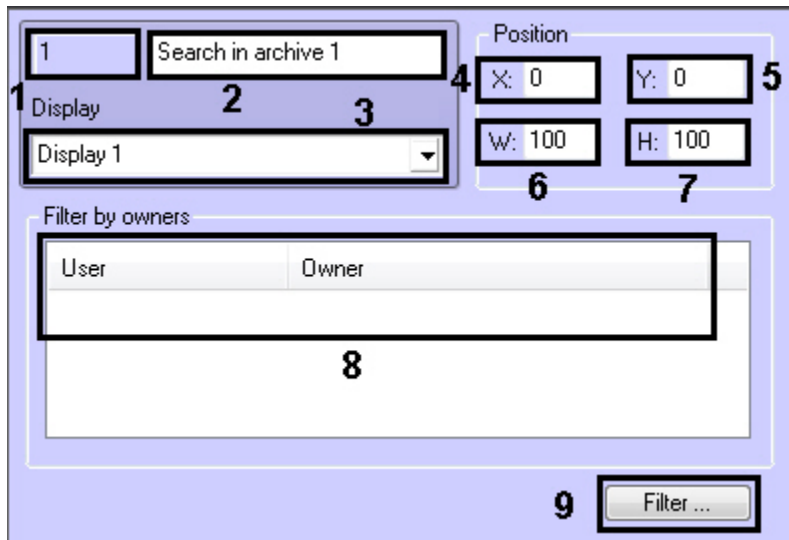 1 Search in archive 1
1 2
Display 3
Display 1
Position
4 X: 0 Y: 0 5
W: 100 H: 100
6 7
Filter by owners
User Owner
8
9 Filter ...